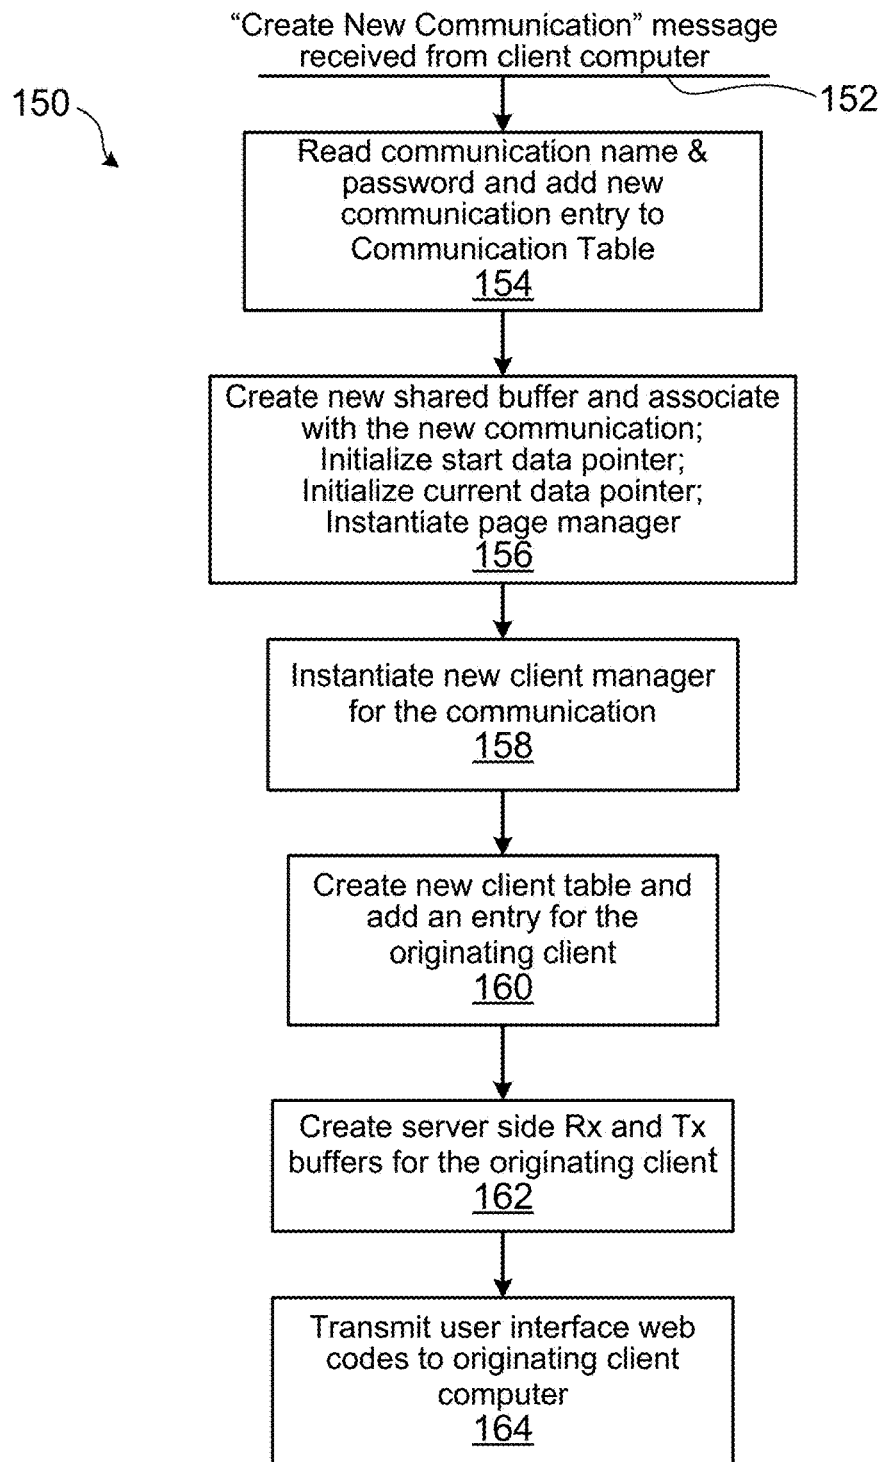 “Create New Communication” message
received from client computer
150
152
Read communication name &
password and add new
communication entry to
Communication Table
154
Create new shared buffer and associate
with the new communication;
Initialize start data pointer;
Initialize current data pointer;
Instantiate page manager
156
Instantiate new client manager
for the communication
158
Create new client table and
add an entry for the
originating client
160
Create server side Rx and Tx
buffers for the originating client
162
Transmit user interface web
codes to originating client
computer
164